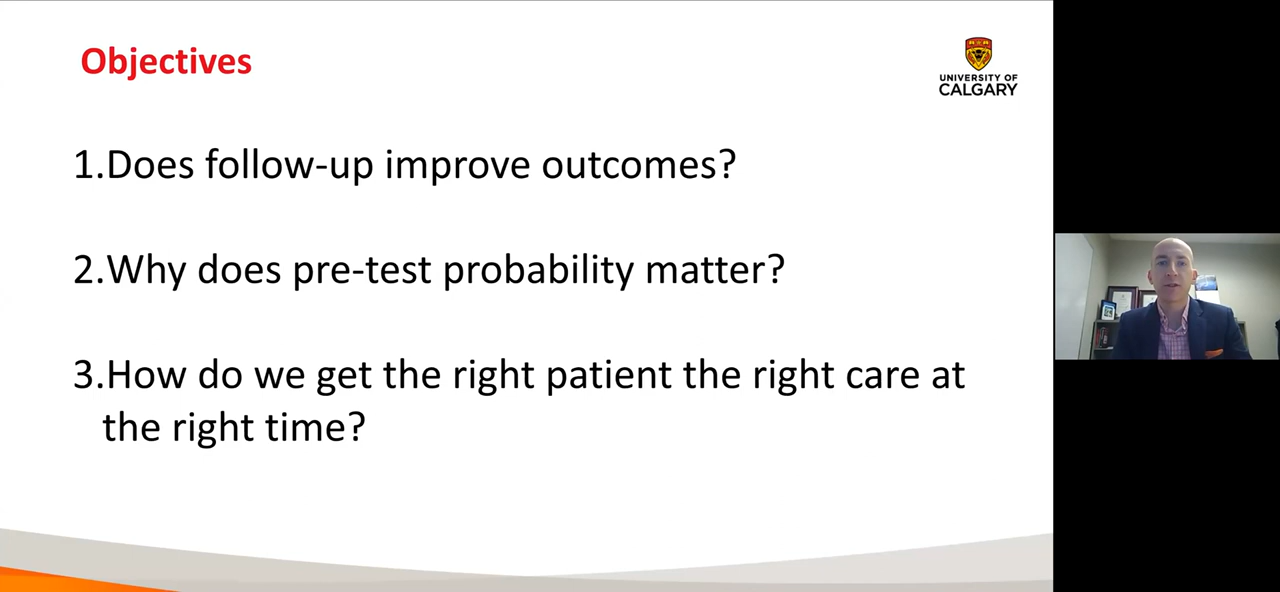 Objectives
UNIVERSITY OF
CALGARY
1.Does follow-up improve outcomes?
2.Why does pre-test probability matter?
3.How do we get the right patient the right care at
the right time?